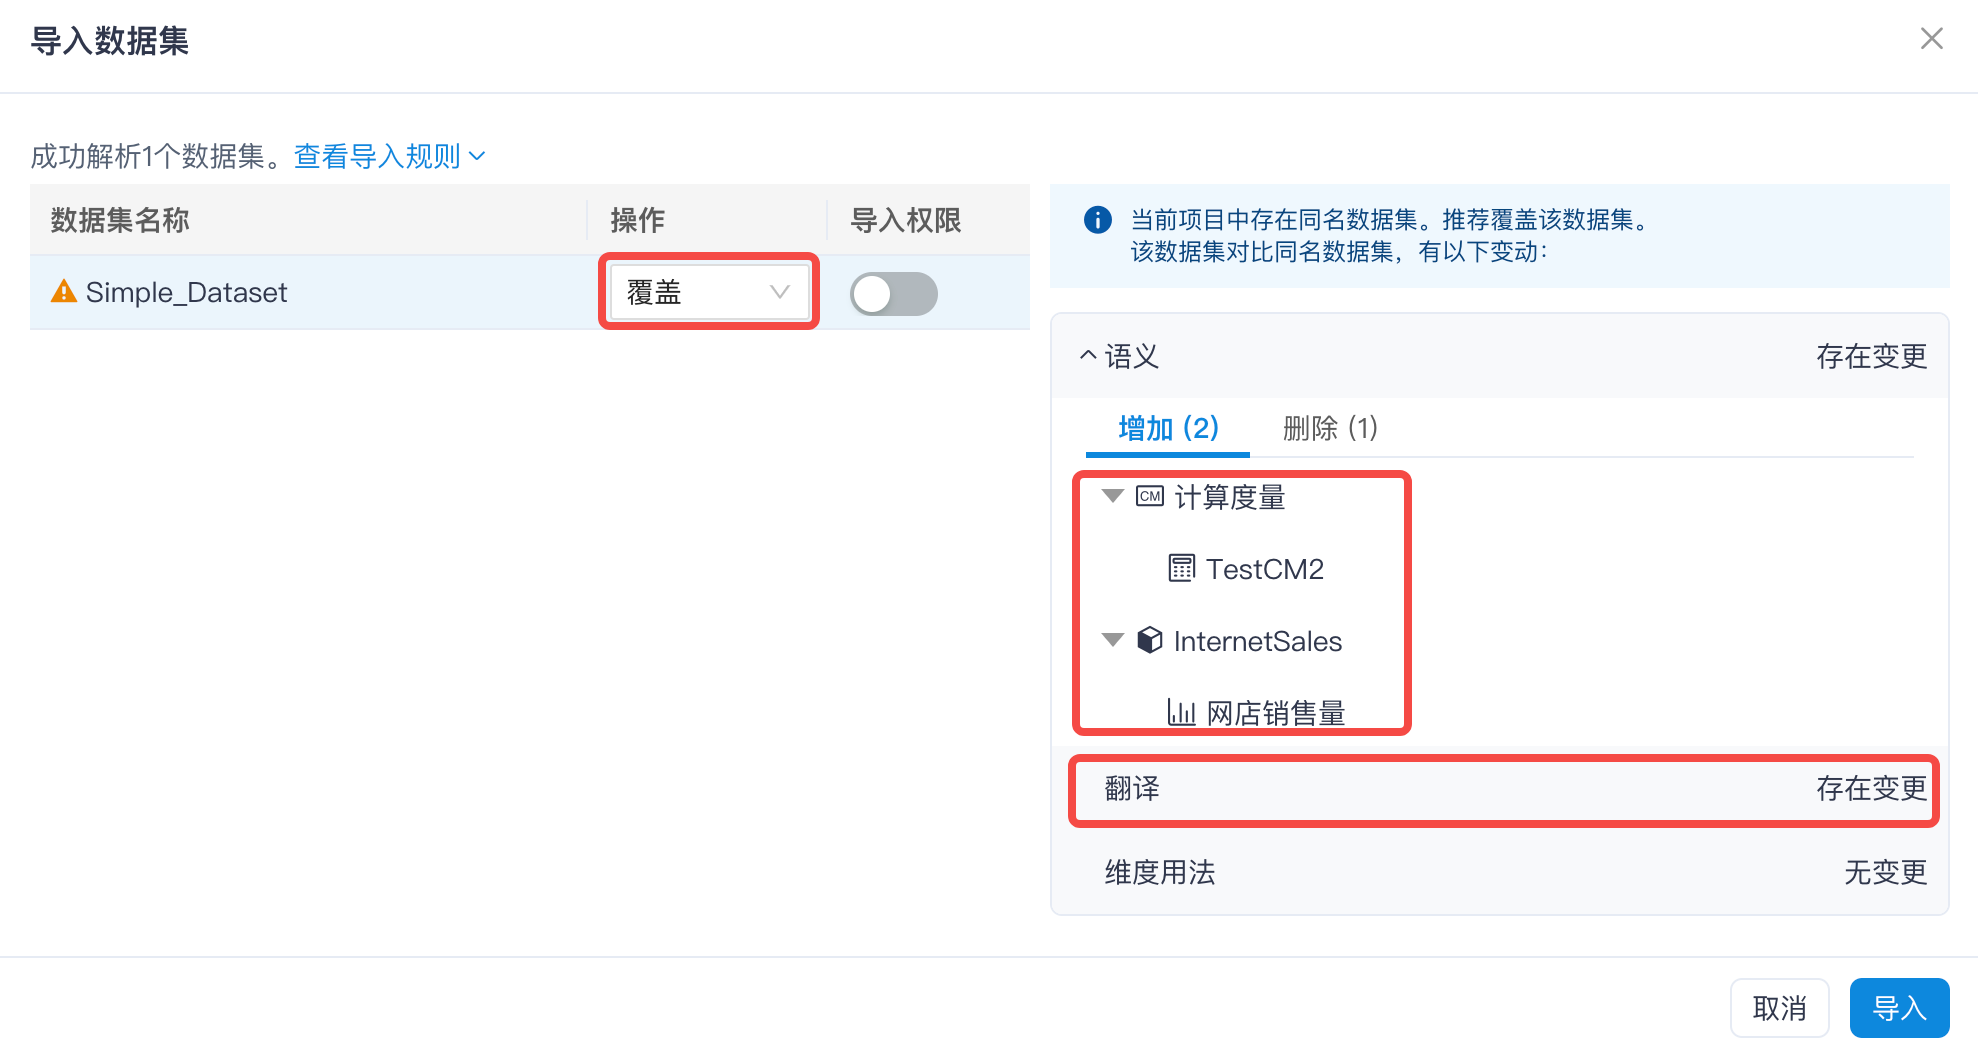 导入数据集
成功解析1个数据集。查看导入规则
数据集名称 操作 导入权限
Simple_Dataset 覆盖
当前项目中存在同名数据集。推荐覆盖该数据集。
该数据集对比同名数据集，有以下变动：
语义 存在变更
增加 (2) 删除 (1)
CM 计算度量
TestCM2
InternetSales
网店销售量
翻译 存在变更
维度用法 无变更
取消 导入